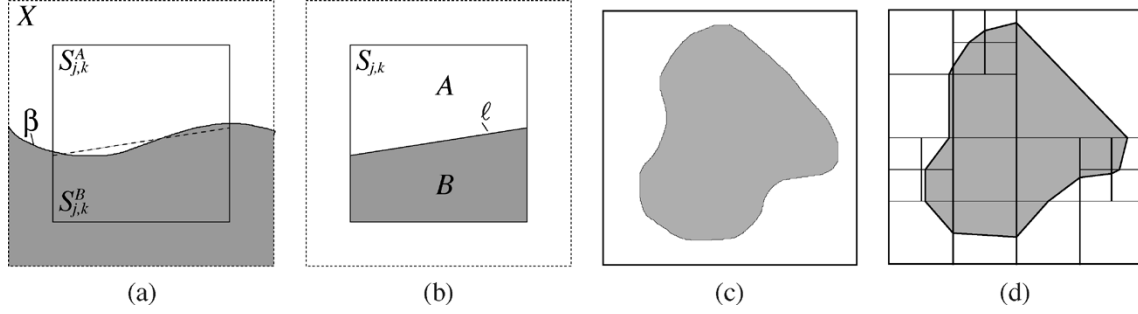 X
S^A_{j,k}
β
S^B_{j,k}
S_{j,k}
A
ℓ
B
(a) (b) (c) (d)